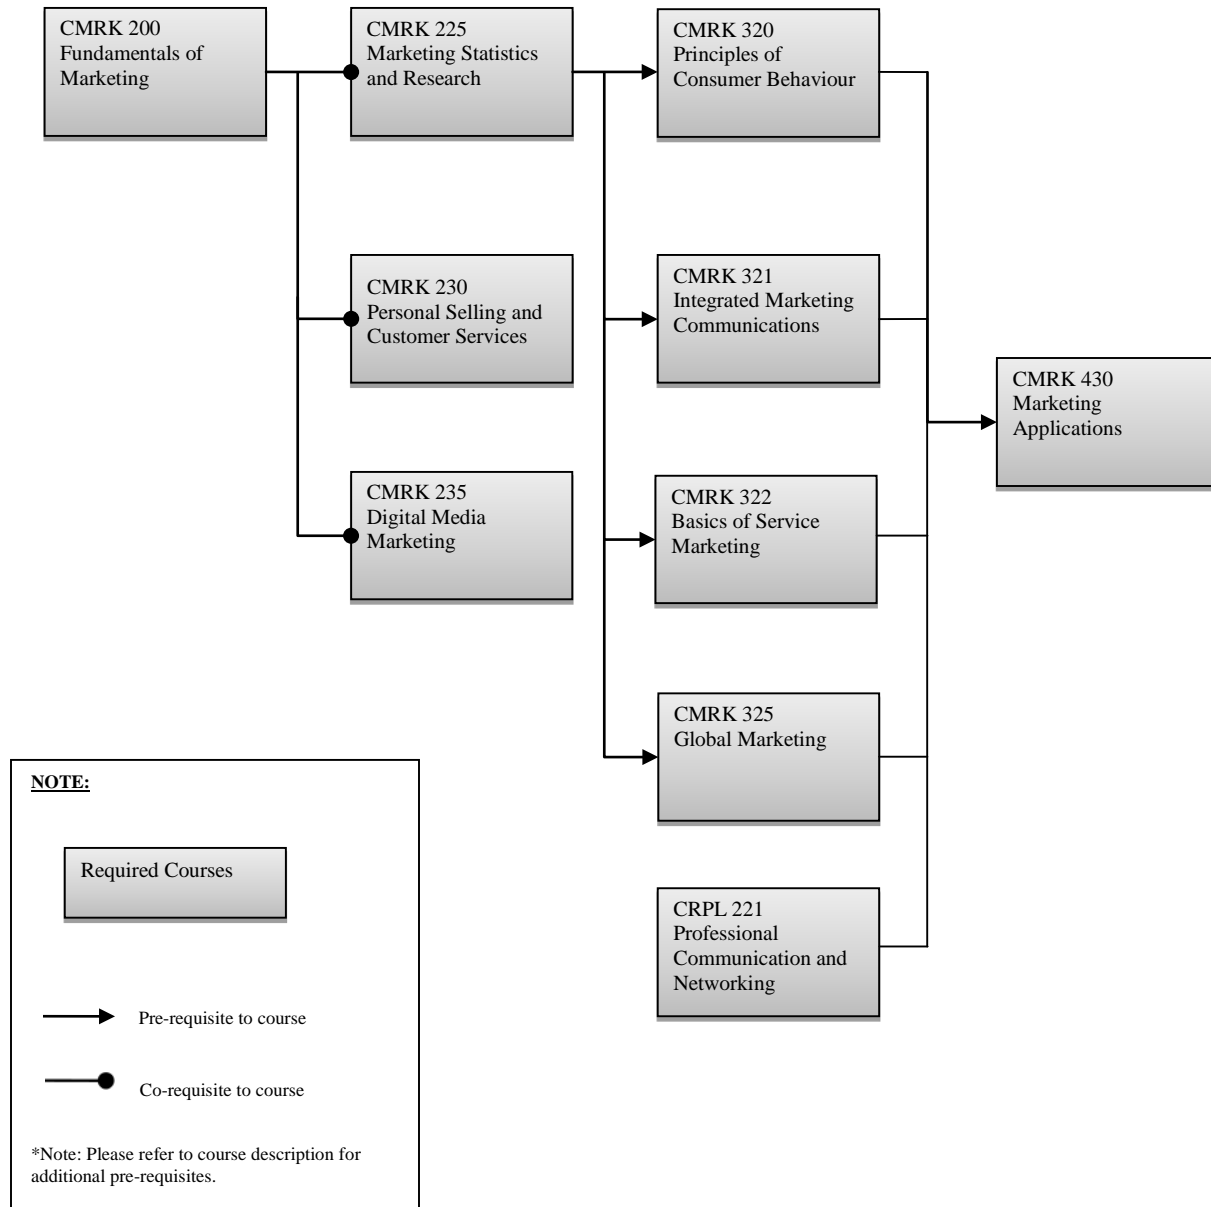 CMRK 200
Fundamentals of
Marketing
CMRK 225
Marketing Statistics
and Research
CMRK 320
Principles of
Consumer Behaviour
CMRK 230
Personal Selling and
Customer Services
CMRK 321
Integrated Marketing
Communications
CMRK 430
Marketing
Applications
CMRK 235
Digital Media
Marketing
CMRK 322
Basics of Service
Marketing
CMRK 325
Global Marketing
CRPL 221
Professional
Communication and
Networking
NOTE:
Required Courses
Pre-requisite to course
Co-requisite to course
*Note: Please refer to course description for
additional pre-requisites.